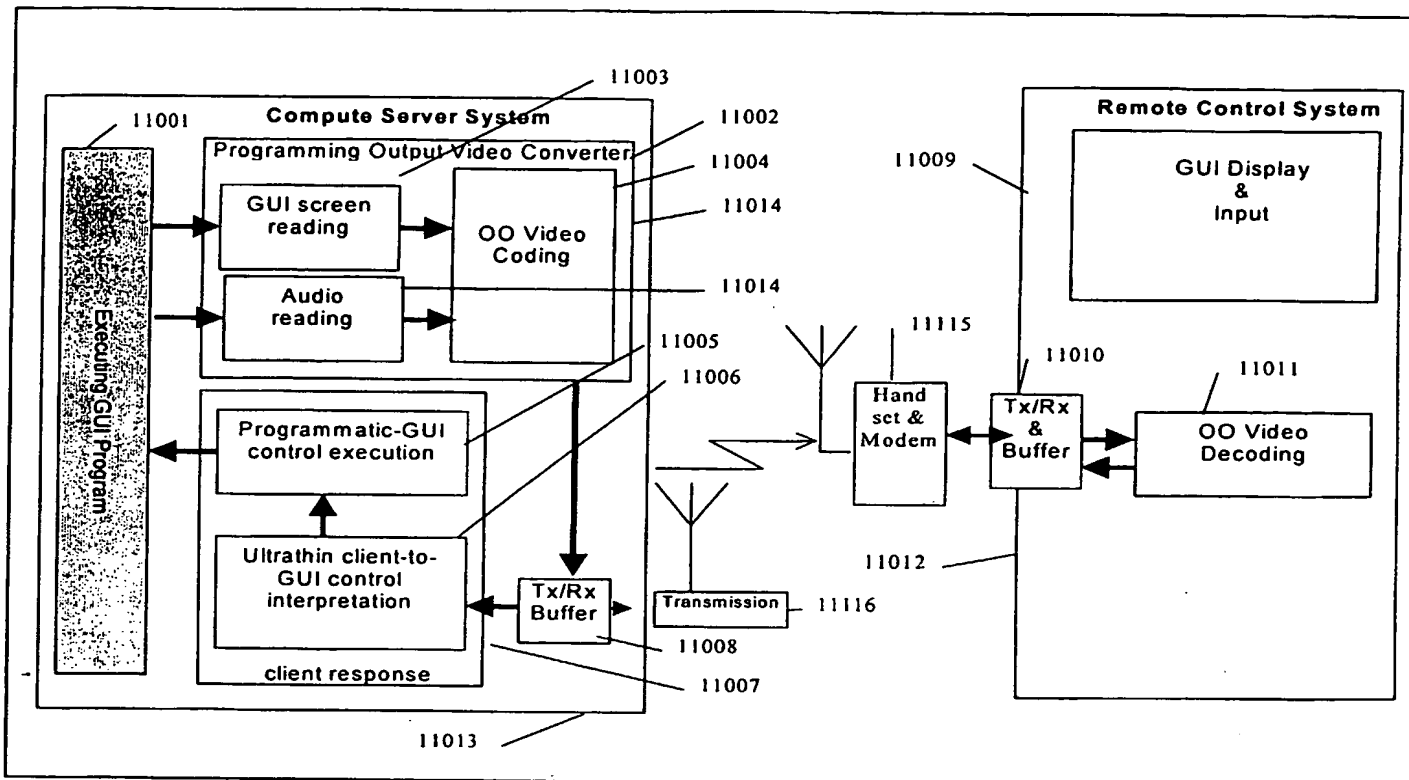 11003
Compute Server System
Remote Control System
11001
11002
Programming Output Video Converter
11004
11009
GUI Display
&
Input
GUI screen
reading
11014
OO Video
Coding
Audio
reading
11014
Executing GUI Program
11005
11115
11006
11010
11011
Programmatic-GUI
control execution
Hand
set &
Modem
Tx/Rx
&
Buffer
OO Video
Decoding
Ultrathin client-to-
GUI control
interpretation
11012
Tx/Rx
Buffer
Transmission
11116
11008
client response
11007
11013